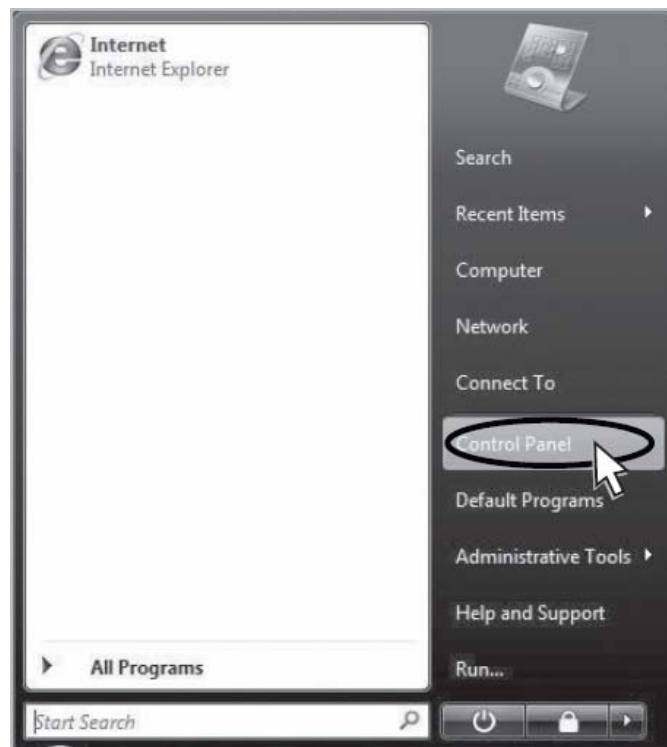 Internet
Internet Explorer
All Programs
Start Search
Search
Recent Items
Computer
Network
Connect To
Control Panel
Default Programs
Administrative Tools
Help and Support
Run...